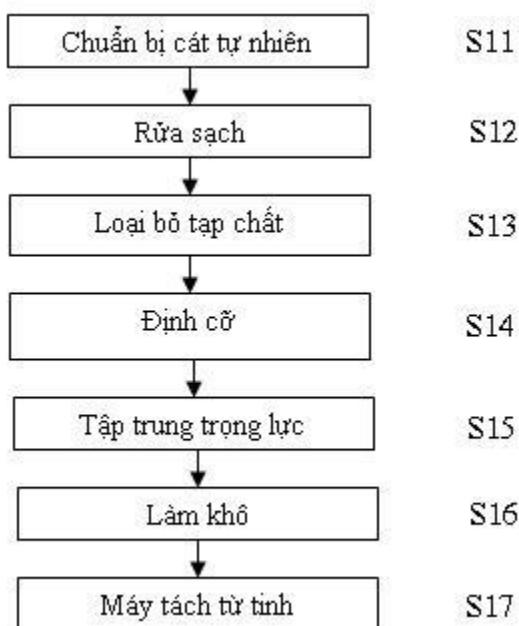 Chuẩn bị cát tự nhiên S11
Rửa sạch S12
Loại bỏ tạp chất S13
Định cỡ S14
Tập trung trọng lực S15
Làm khô S16
Máy tách từ tinh S17